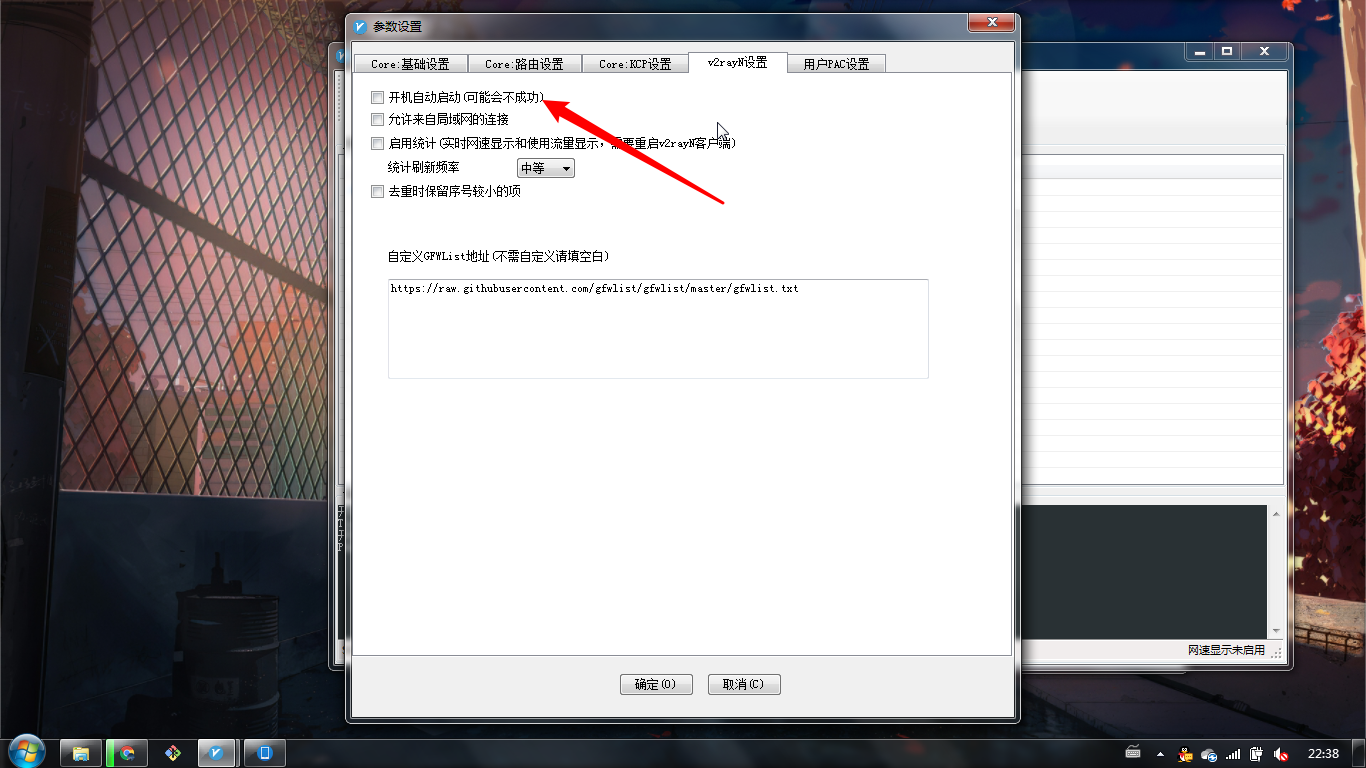 参数设置
Core:基础设置
Core:路由设置
Core:KCP设置
v2rayN设置
用户PAC设置
开机自动启动(可能会不成功)
允许来自局域网的连接
启用统计(实时网速显示和使用流量显示，需要重启v2rayN客户端)
统计刷新频率
中等
去重时保留序号较小的项
自定义GFWList地址(不需自定义请填空白)
https://raw.githubusercontent.com/gfwlist/gfwlist/master/gfwlist.txt
网速显示未启用
确定(O)
取消(C)
22:38